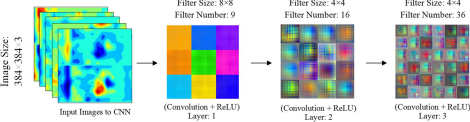 Image Size:
384×384×3
Input Images to CNN
Filter Size: 8×8
Filter Number: 9
(Convolution + ReLU)
Layer: 1
Filter Size: 4×4
Filter Number: 16
(Convolution + ReLU)
Layer: 2
Filter Size: 4×4
Filter Number: 36
(Convolution + ReLU)
Layer: 3